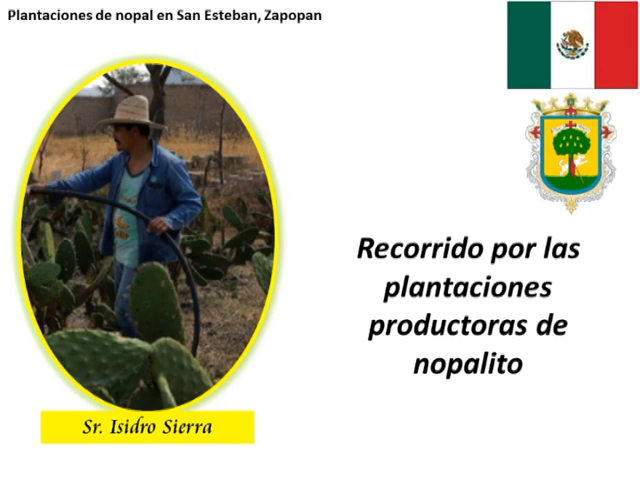 Plantaciones de nopal en San Esteban, Zapopan
Recorrido por las
plantaciones
productoras de
nopalito
Sr. Isidro Sierra